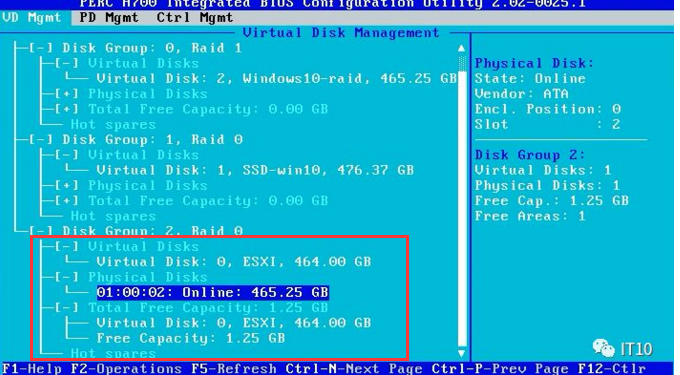 PERC H700 Integrated BIOS Configuration Utility 2.02-0025.1
VD Mgmt PD Mgmt Ctrl Mgmt
Virtual Disk Management
[-] Disk Group: 0, Raid 1
[-] Virtual Disks
Virtual Disk: 2, Windows10-raid, 465.25 GB
[+] Physical Disks
[+] Total Free Capacity: 0.00 GB
Hot spares
[-] Disk Group: 1, Raid 0
[-] Virtual Disks
Virtual Disk: 1, SSD-win10, 476.37 GB
[+] Physical Disks
[+] Total Free Capacity: 0.00 GB
Hot spares
[-] Disk Group: 2, Raid 0
[-] Virtual Disks
Virtual Disk: 0, ESXI, 464.00 GB
[-] Physical Disks
01:00:02: Online: 465.25 GB
[-] Total Free Capacity: 1.25 GB
Virtual Disk: 0, ESXI, 464.00 GB
Free Capacity: 1.25 GB
Hot spares
Physical Disk:
State: Online
Vendor: ATA
Encl. Position: 0
Slot : 2
Disk Group 2:
Virtual Disks: 1
Physical Disks: 1
Free Cap.: 1.25 GB
Free Areas: 1
IT10
F1-Help F2-Operations F5-Refresh Ctrl-N-Next Page Ctrl-P-Prev Page F12-Ctlr